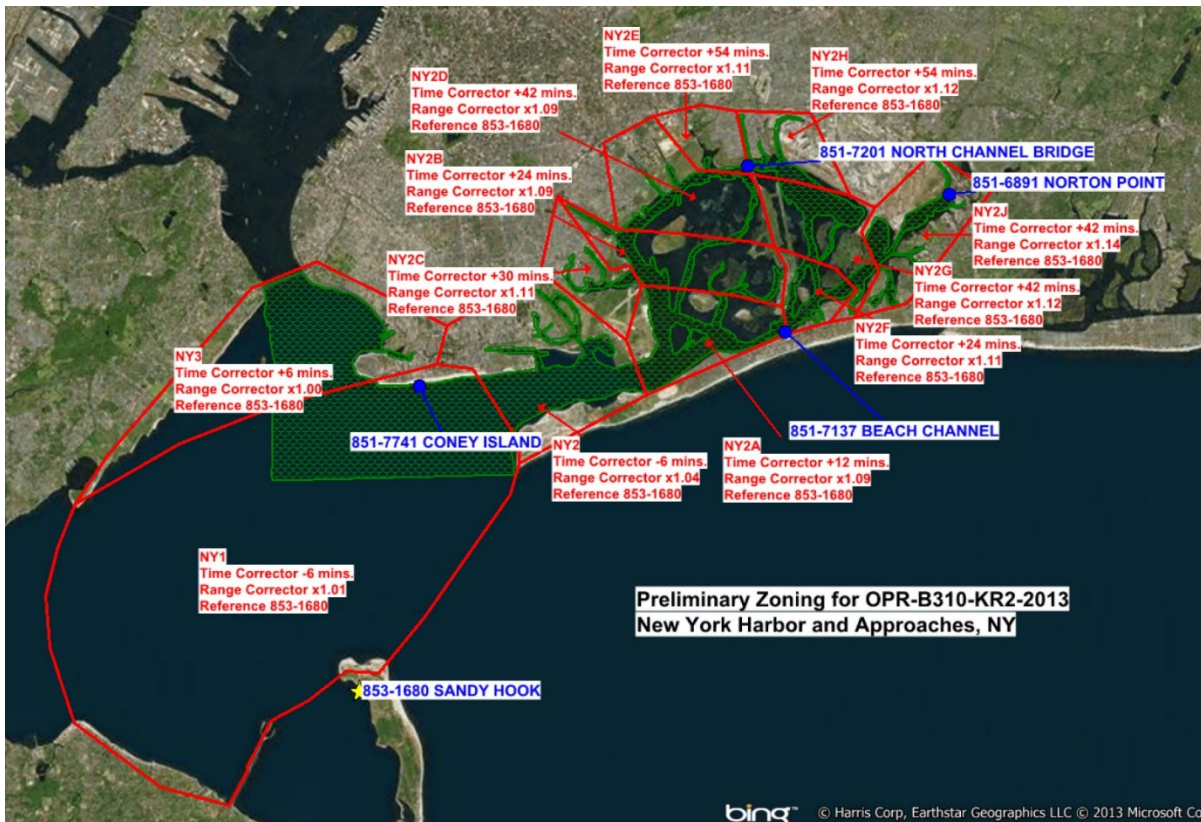 NY2E
Time Corrector +54 mins.
Range Corrector x1.11
Reference 853-1680
NY2H
Time Corrector +54 mins.
Range Corrector x1.12
Reference 853-1680
NY2D
Time Corrector +42 mins.
Range Corrector x1.09
Reference 853-1680
851-7201 NORTH CHANNEL BRIDGE
NY2B
Time Corrector +24 mins.
Range Corrector x1.09
Reference 853-1680
851-6891 NORTON POINT
NY2J
Time Corrector +42 mins.
Range Corrector x1.14
Reference 853-1680
NY2C
Time Corrector +30 mins.
Range Corrector x1.11
Reference 853-1680
NY2G
Time Corrector +42 mins.
Range Corrector x1.12
Reference 853-1680
NY2F
Time Corrector +24 mins.
Range Corrector x1.11
Reference 853-1680
NY3
Time Corrector +6 mins.
Range Corrector x1.00
Reference 853-1680
851-7741 CONEY ISLAND
851-7137 BEACH CHANNEL
NY2
Time Corrector -6 mins.
Range Corrector x1.04
Reference 853-1680
NY2A
Time Corrector +12 mins.
Range Corrector x1.09
Reference 853-1680
NY1
Time Corrector -6 mins.
Range Corrector x1.01
Reference 853-1680
Preliminary Zoning for OPR-B310-KR2-2013
New York Harbor and Approaches, NY
853-1680 SANDY HOOK
bing™ © Harris Corp, Earthstar Geographics LLC © 2013 Microsoft Co